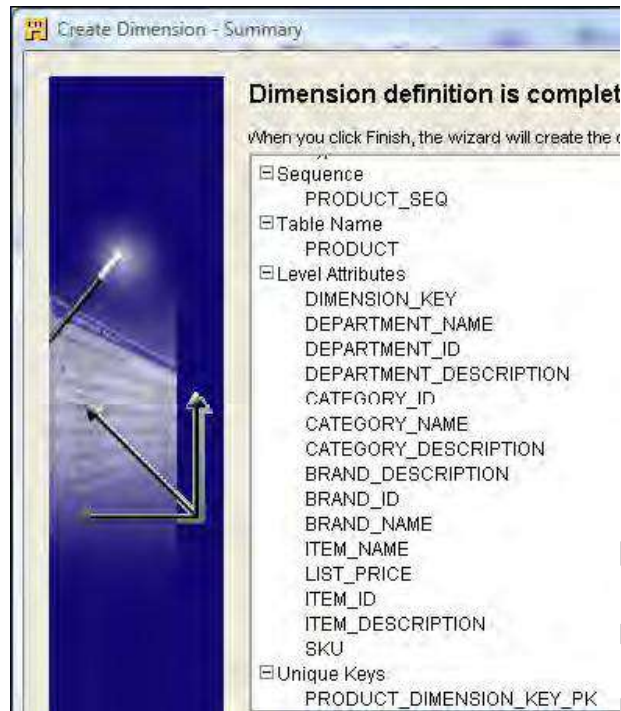 Create Dimension - Summary
Dimension definition is complet
When you click Finish, the wizard will create the
Sequence
PRODUCT_SEQ
Table Name
PRODUCT
Level Attributes
DIMENSION_KEY
DEPARTMENT_NAME
DEPARTMENT_ID
DEPARTMENT_DESCRIPTION
CATEGORY_ID
CATEGORY_NAME
CATEGORY_DESCRIPTION
BRAND_DESCRIPTION
BRAND_ID
BRAND_NAME
ITEM_NAME
LIST_PRICE
ITEM_ID
ITEM_DESCRIPTION
SKU
Unique Keys
PRODUCT_DIMENSION_KEY_PK